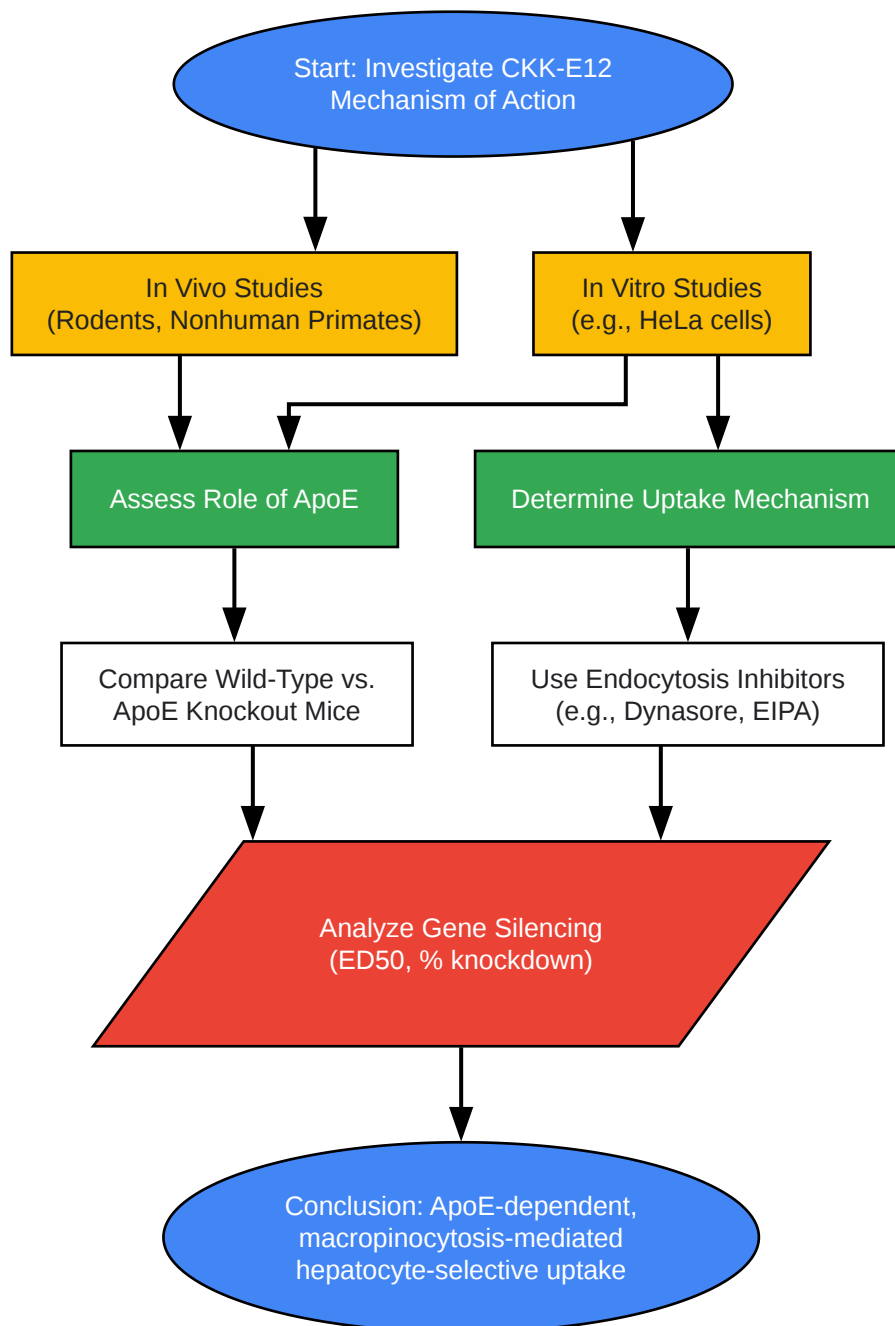 Start: Investigate CKK-E12
Mechanism of Action
In Vivo Studies
(Rodents, Nonhuman Primates)
In Vitro Studies
(e.g., HeLa cells)
Assess Role of ApoE
Determine Uptake Mechanism
Compare Wild-Type vs.
ApoE Knockout Mice
Use Endocytosis Inhibitors
(e.g., Dynasore, EIPA)
Analyze Gene Silencing
(ED50, % knockdown)
Conclusion: ApoE-dependent,
macropinocytosis-mediated
hepatocyte-selective uptake